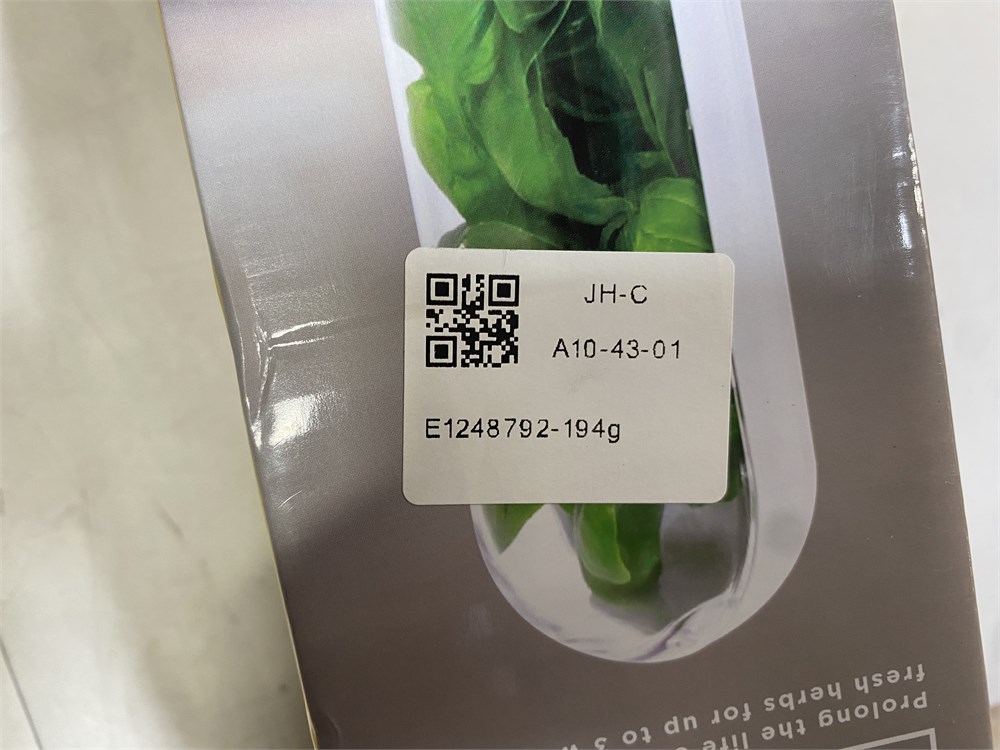 JH-C
A10-43-01
E1248792-194g
Prolong the life
fresh herbs for up to 3